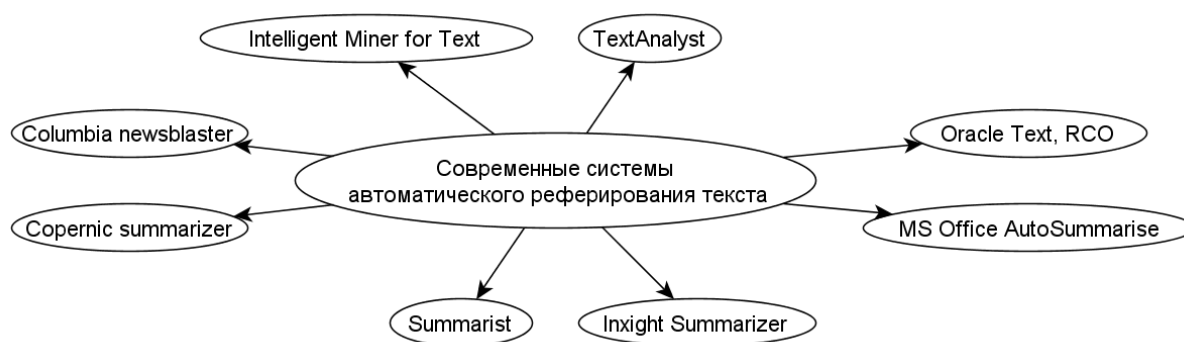 Intelligent Miner for Text
TextAnalyst
Columbia newsblaster
Oracle Text, RCO
Современные системы
автоматического реферирования текста
Copernic summarizer
MS Office AutoSummarise
Summarist
Inxight Summarizer